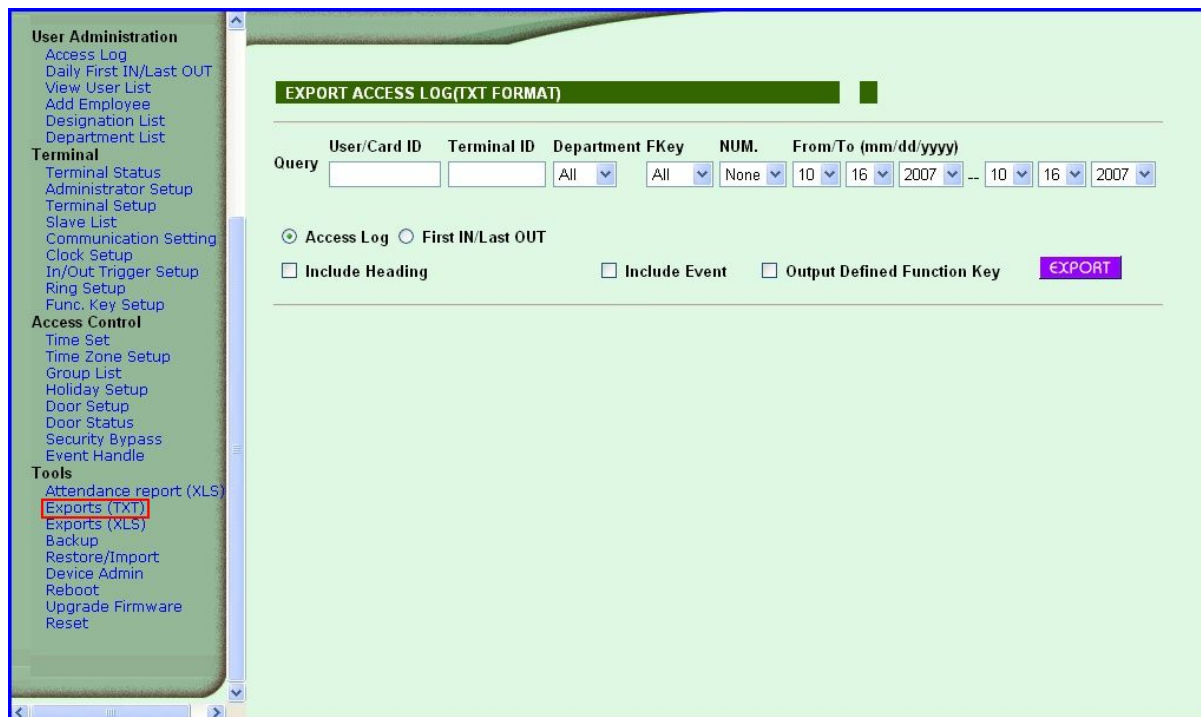 User Administration
Access Log
Daily First IN/Last OUT
View User List
Add Employee
Designation List
Department List
Terminal
Terminal Status
Administrator Setup
Terminal Setup
Slave List
Communication Setting
Clock Setup
In/Out Trigger Setup
Ring Setup
Func. Key Setup
Access Control
Time Set
Time Zone Setup
Group List
Holiday Setup
Door Setup
Door Status
Security Bypass
Event Handle
Tools
Attendance report (XLS)
Exports (TXT)
Exports (XLS)
Backup
Restore/Import
Device Admin
Reboot
Upgrade Firmware
Reset
EXPORT ACCESS LOG(TXT FORMAT)
User/Card ID Terminal ID Department FKey NUM. From/To (mm/dd/yyyy)
Query All All None 10 16 2007 -- 10 16 2007
Access Log First IN/Last OUT
Include Heading Include Event Output Defined Function Key EXPORT